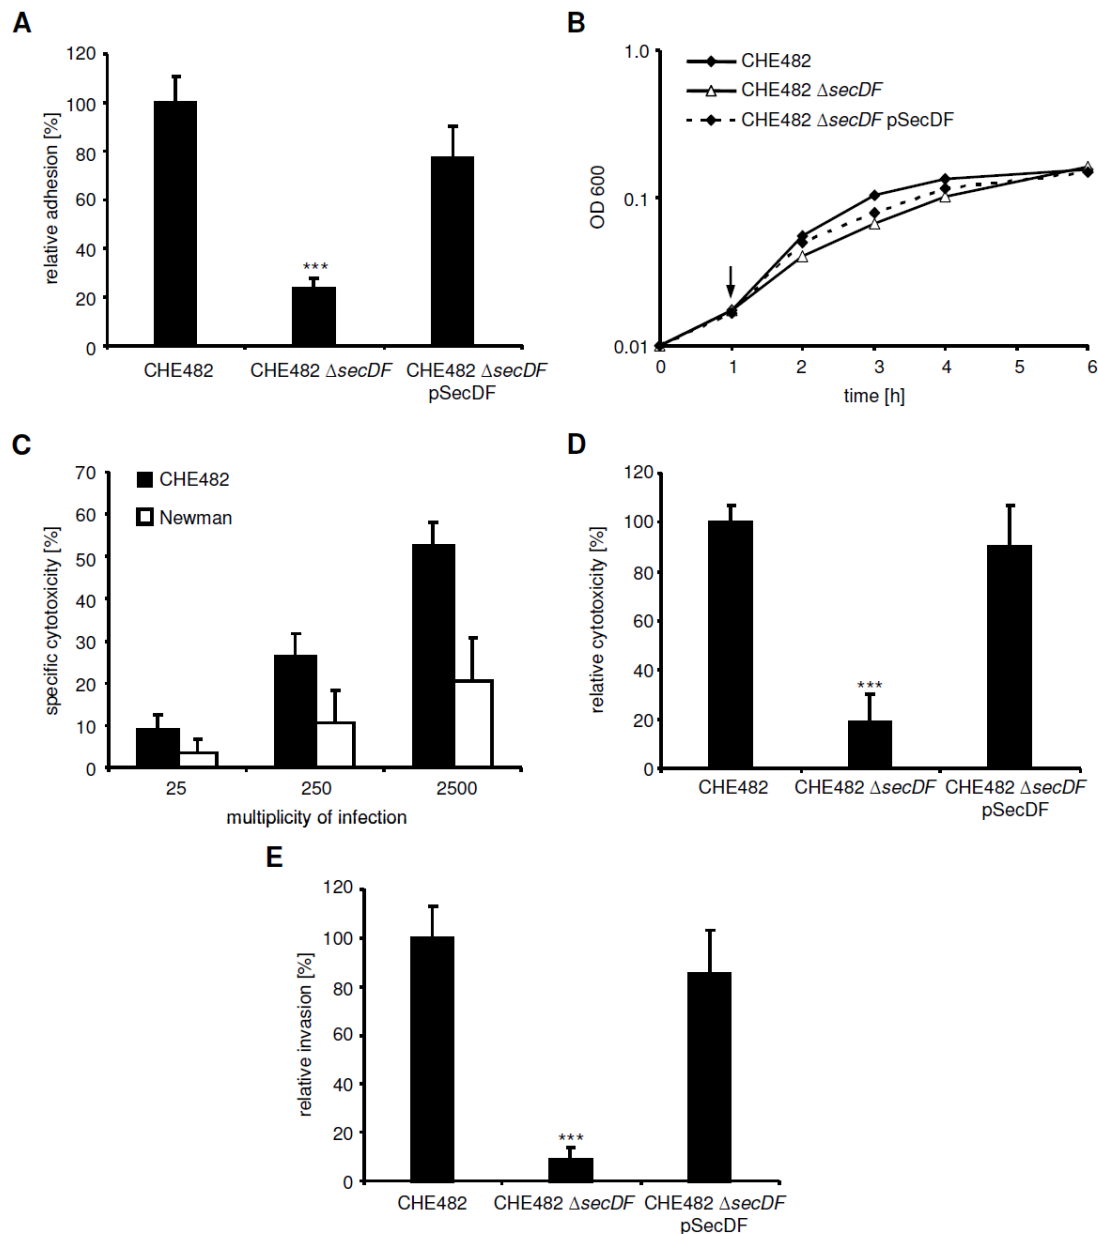 A
120
100
80
60
40
20
0
relative adhesion [%]
***
CHE482
CHE482 ΔsecDF
CHE482 ΔsecDF
pSecDF
B
1.0
0.1
0.01
OD 600
CHE482
CHE482 ΔsecDF
CHE482 ΔsecDF pSecDF
0 1 2 3 4 5 6
time [h]
C
70
60
50
40
30
20
10
0
specific cytotoxicity [%]
CHE482
Newman
25 250 2500
multiplicity of infection
D
120
100
80
60
40
20
0
relative cytotoxicity [%]
***
CHE482
CHE482 ΔsecDF
CHE482 ΔsecDF
pSecDF
E
120
100
80
60
40
20
0
relative invasion [%]
***
CHE482
CHE482 ΔsecDF
CHE482 ΔsecDF
pSecDF